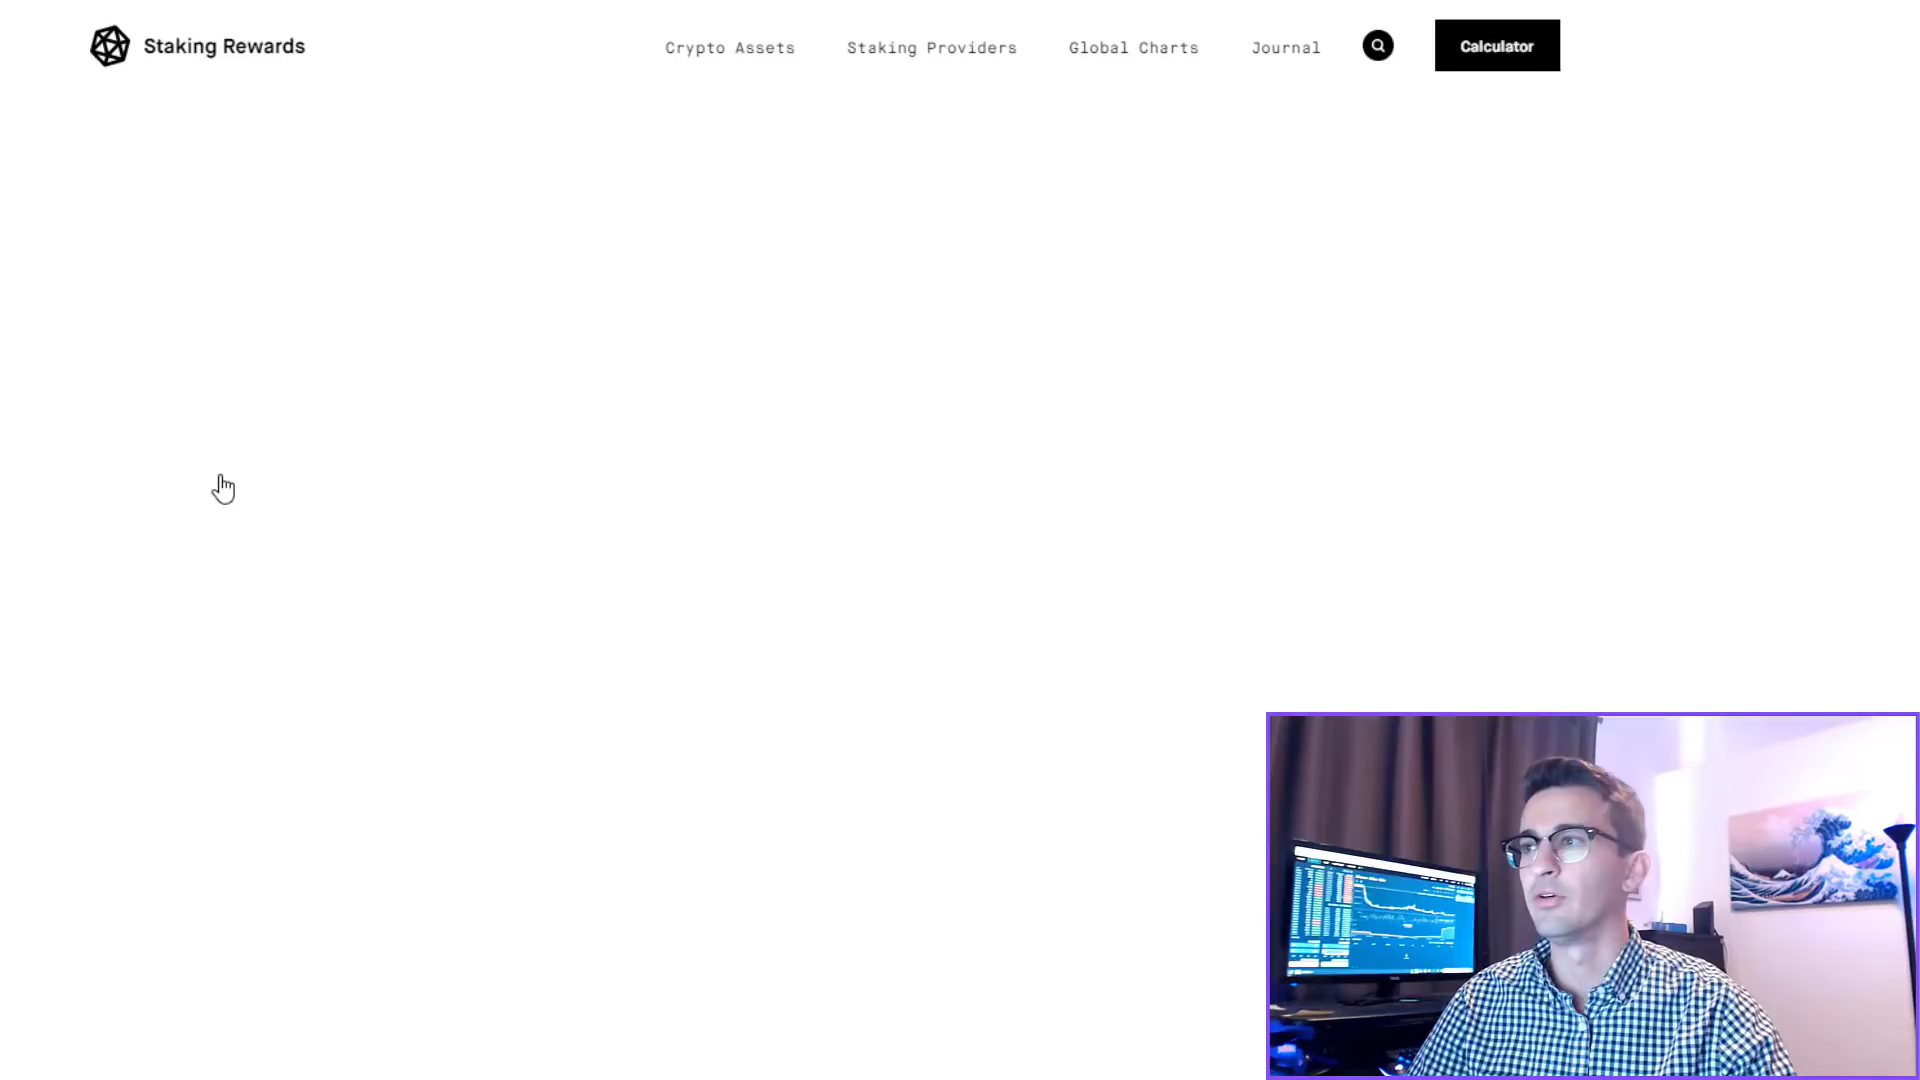 Staking Rewards
Crypto Assets
Staking Providers
Global Charts
Journal
Calculator